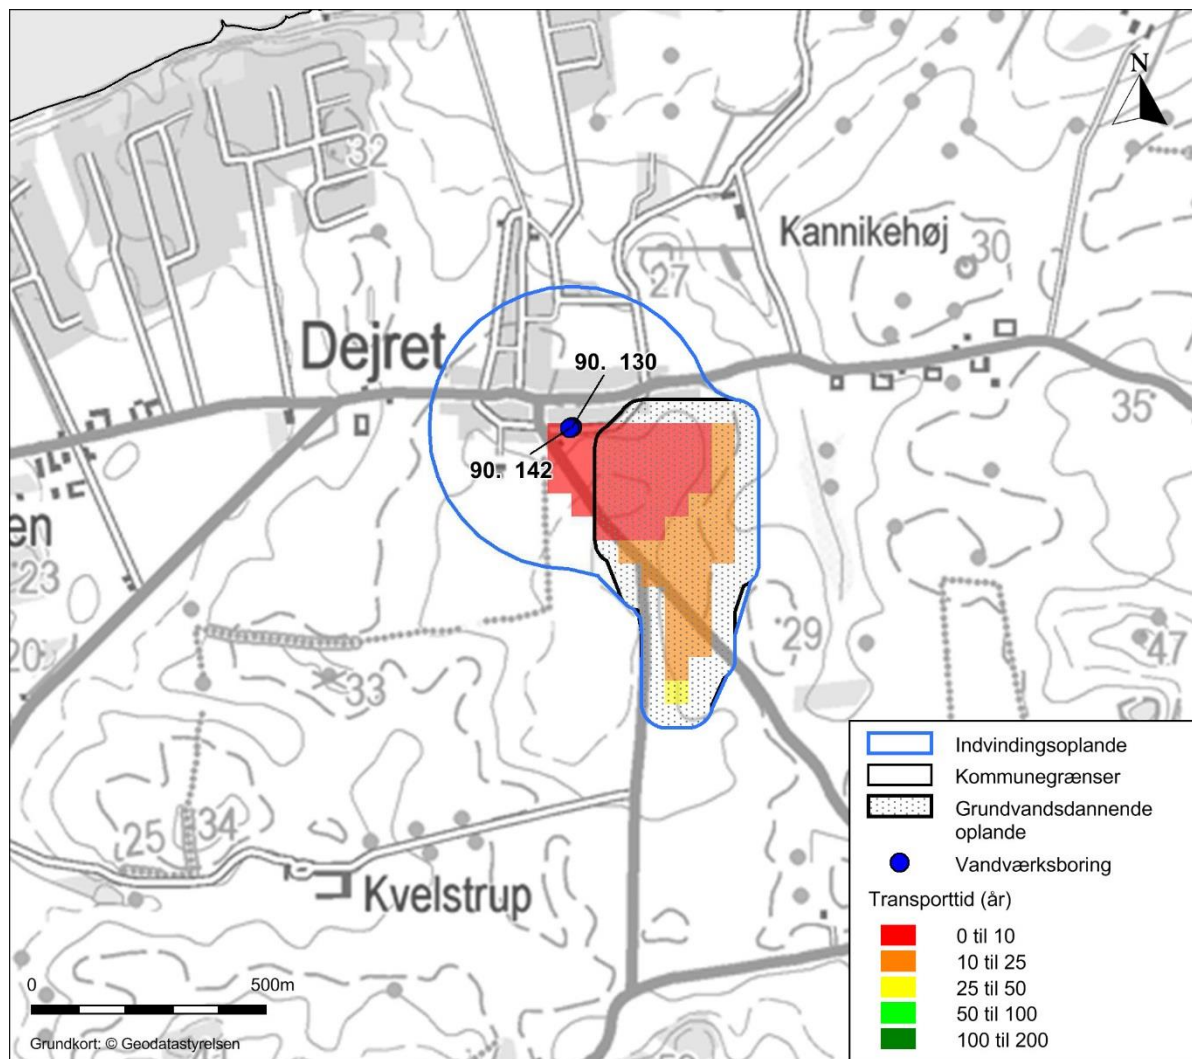 N
32
Kannikehøj
30
27
Dejret
90. 130
35
90. 142
en
23
29
47
20
33
Indvindingsoplande
Kommunegrænser
Grundvandsdannende
oplande
Vandværksboring
Transporttid (år)
0 til 10
10 til 25
25 til 50
50 til 100
100 til 200
25
34
Kvelstrup
0
500m
Grundkort: © Geodatastyrelsen